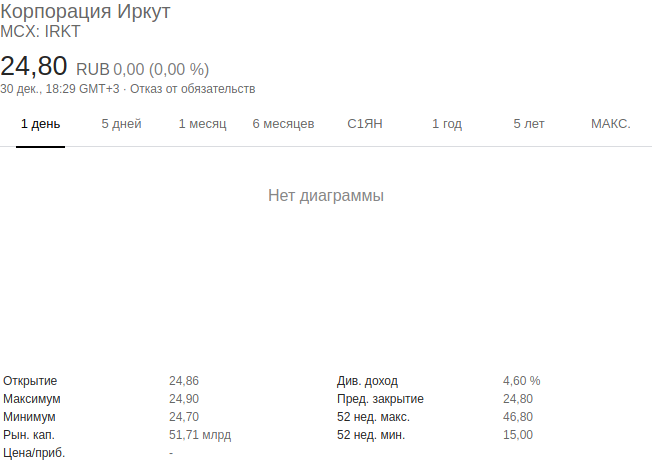 Корпорация Иркут
MCX: IRKT
24,80 RUB 0,00 (0,00 %)
30 дек., 18:29 GMT+3 · Отказ от обязательств
1 день 5 дней 1 месяц 6 месяцев С1ЯН 1 год 5 лет МАКС.
Нет диаграммы
Открытие 24,86 Див. доход 4,60 %
Максимум 24,90 Пред. закрытие 24,80
Минимум 24,70 52 нед. макс. 46,80
Рын. кап. 51,71 млрд 52 нед. мин. 15,00
Цена/приб. -